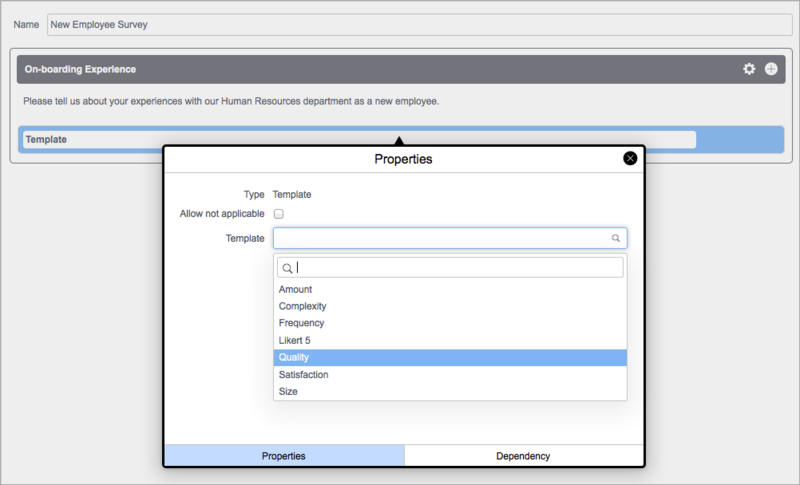 Name New Employee Survey
On-boarding Experience
Please tell us about your experiences with our Human Resources department as a new employee.
Template
Properties
Type Template
Allow not applicable
Template
Amount
Complexity
Frequency
Likert 5
Quality
Satisfaction
Size
Properties Dependency